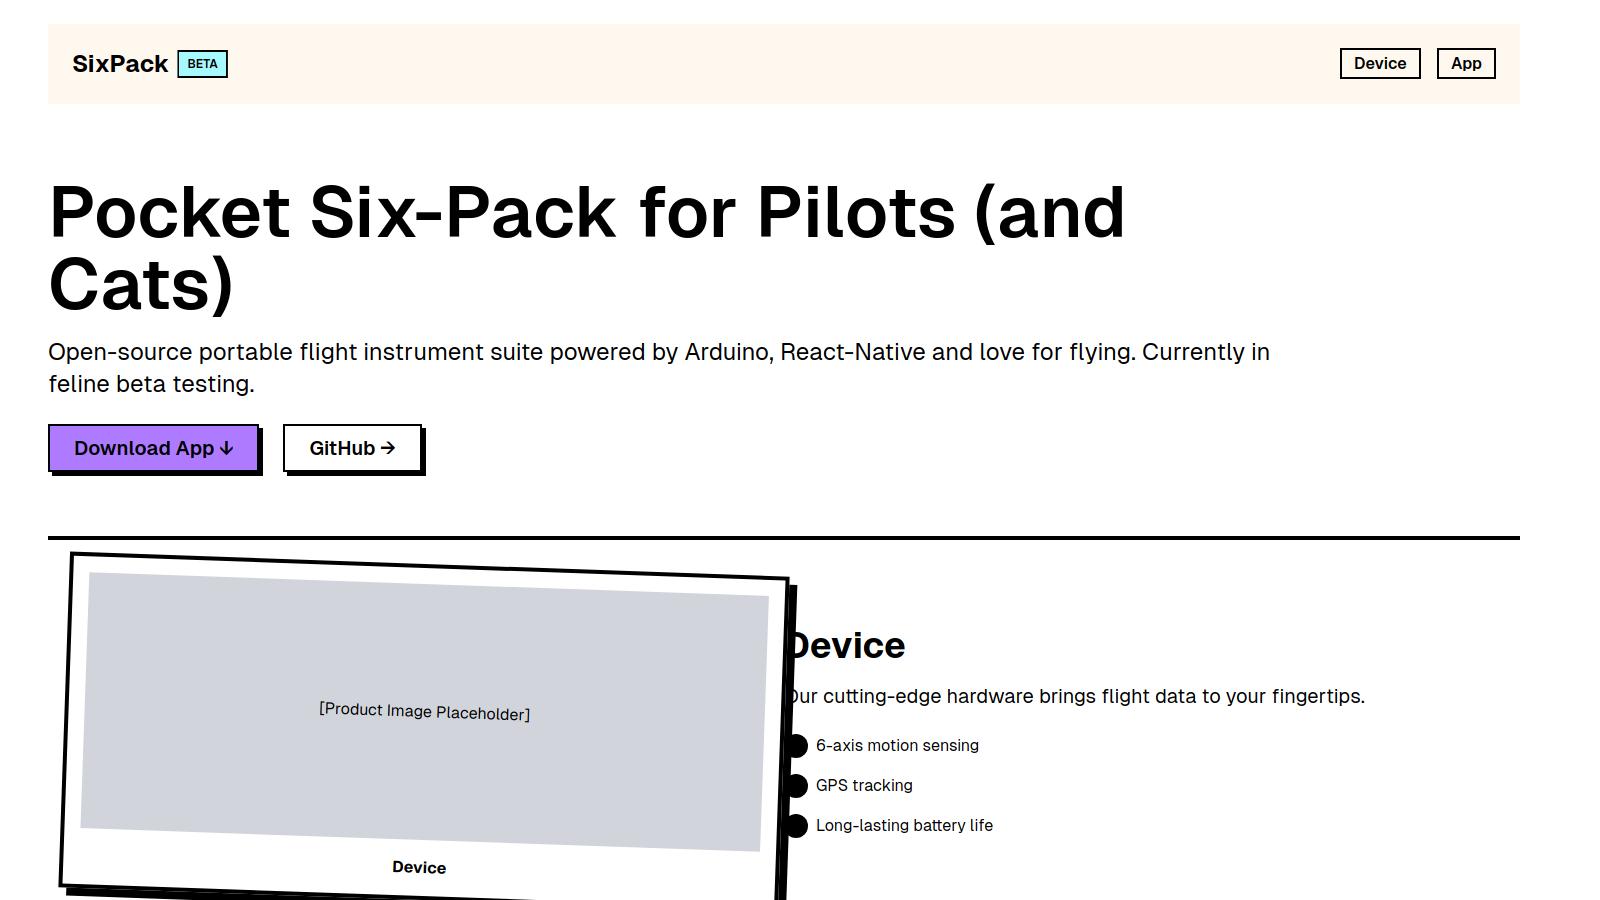 SixPack BETA
Device App
Pocket Six-Pack for Pilots (and
Cats)
Open-source portable flight instrument suite powered by Arduino, React-Native and love for flying. Currently in
feline beta testing.
Download App ↓ GitHub →
[Product Image Placeholder]
Device
Device
Our cutting-edge hardware brings flight data to your fingertips.
6-axis motion sensing
GPS tracking
Long-lasting battery life